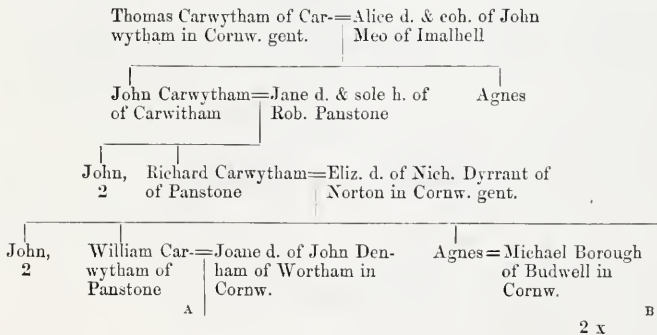 Thomas Carwytham of Car-=Alice d. & coh. of John
wytham in Cornw. gent. Meo of Imalhell
John Carwytham=Jane d. & sole h. of Agnes
of Carwitham Rob. Panstone
John, Richard Carwytham=Eliz. d. of Nich. Dyrrant of
2 of Panstone Norton in Cornw. gent.
John, William Car-=Joane d. of John Den- Agnes=Michael Borough
2 wytham of ham of Wortham in of Budwell in
Panstone Cornw. Cornw.
A B
2 x